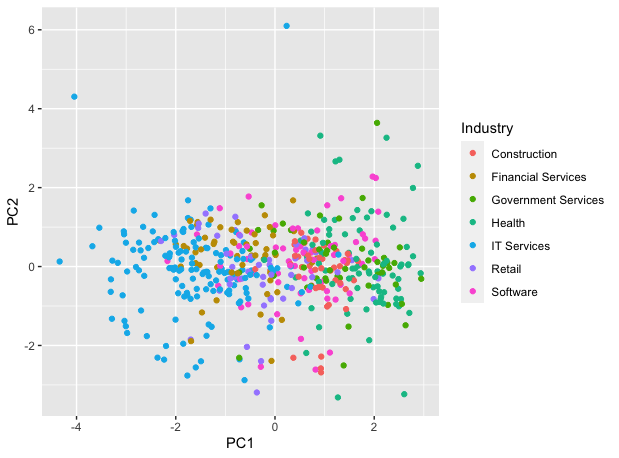 6
4
2
0
-2
-4
-2
0
2
PC1
PC2
Industry
Construction
Financial Services
Government Services
Health
IT Services
Retail
Software